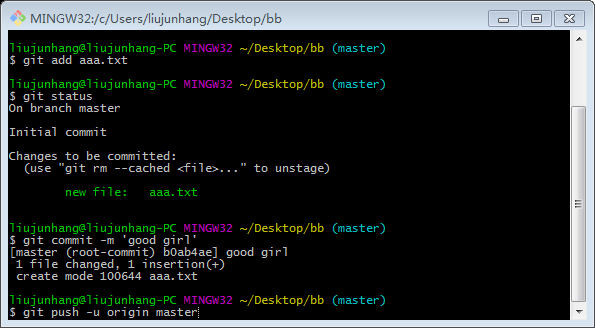 MINGW32:/c/Users/liujunhang/Desktop/bb
liujunhang@liujunhang-PC MINGW32 ~/Desktop/bb (master)
$ git add aaa.txt
liujunhang@liujunhang-PC MINGW32 ~/Desktop/bb (master)
$ git status
On branch master
Initial commit
Changes to be committed:
  (use "git rm --cached <file>..." to unstage)
        new file:   aaa.txt
liujunhang@liujunhang-PC MINGW32 ~/Desktop/bb (master)
$ git commit -m 'good girl'
[master (root-commit) b0ab4ae] good girl
 1 file changed, 1 insertion(+)
 create mode 100644 aaa.txt
liujunhang@liujunhang-PC MINGW32 ~/Desktop/bb (master)
$ git push -u origin master